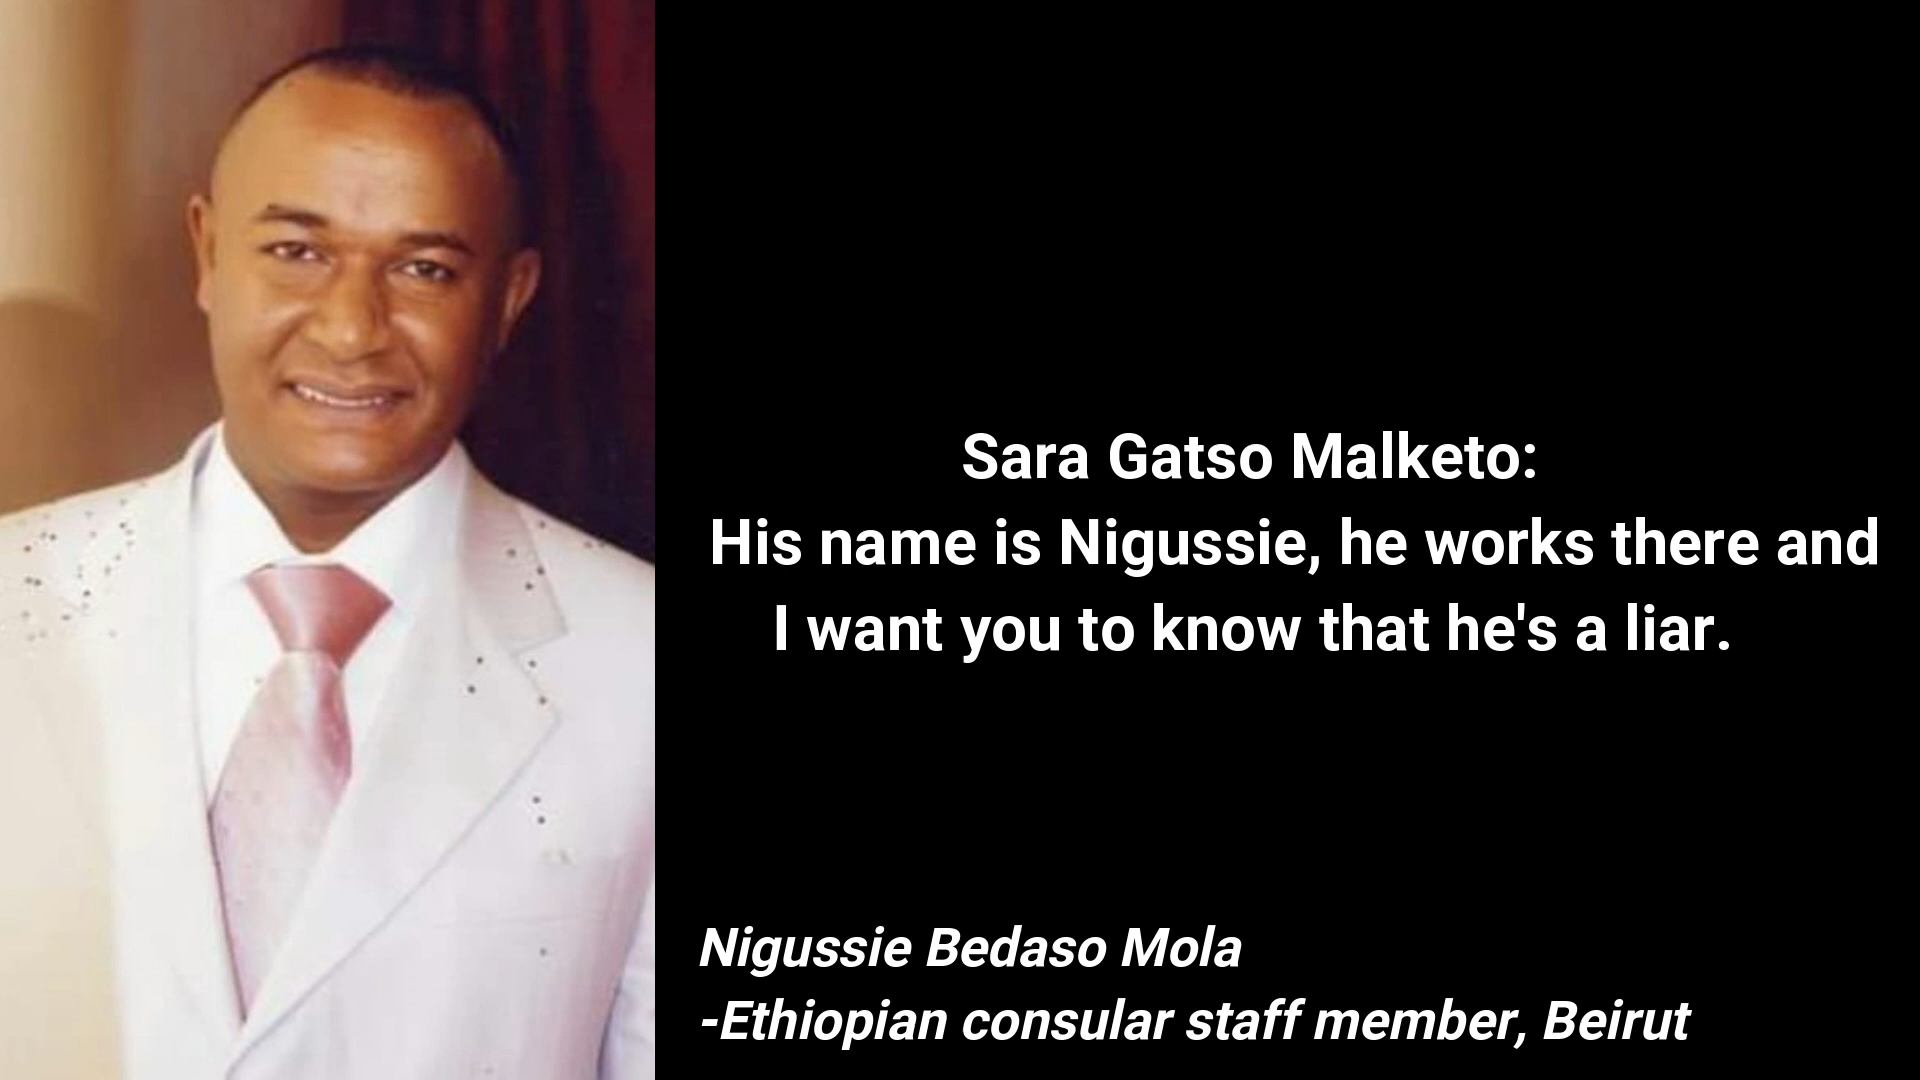 Sara Gatso Malketo:
His name is Nigussie, he works there and
I want you to know that he's a liar.
Nigussie Bedaso Mola
-Ethiopian consular staff member, Beirut